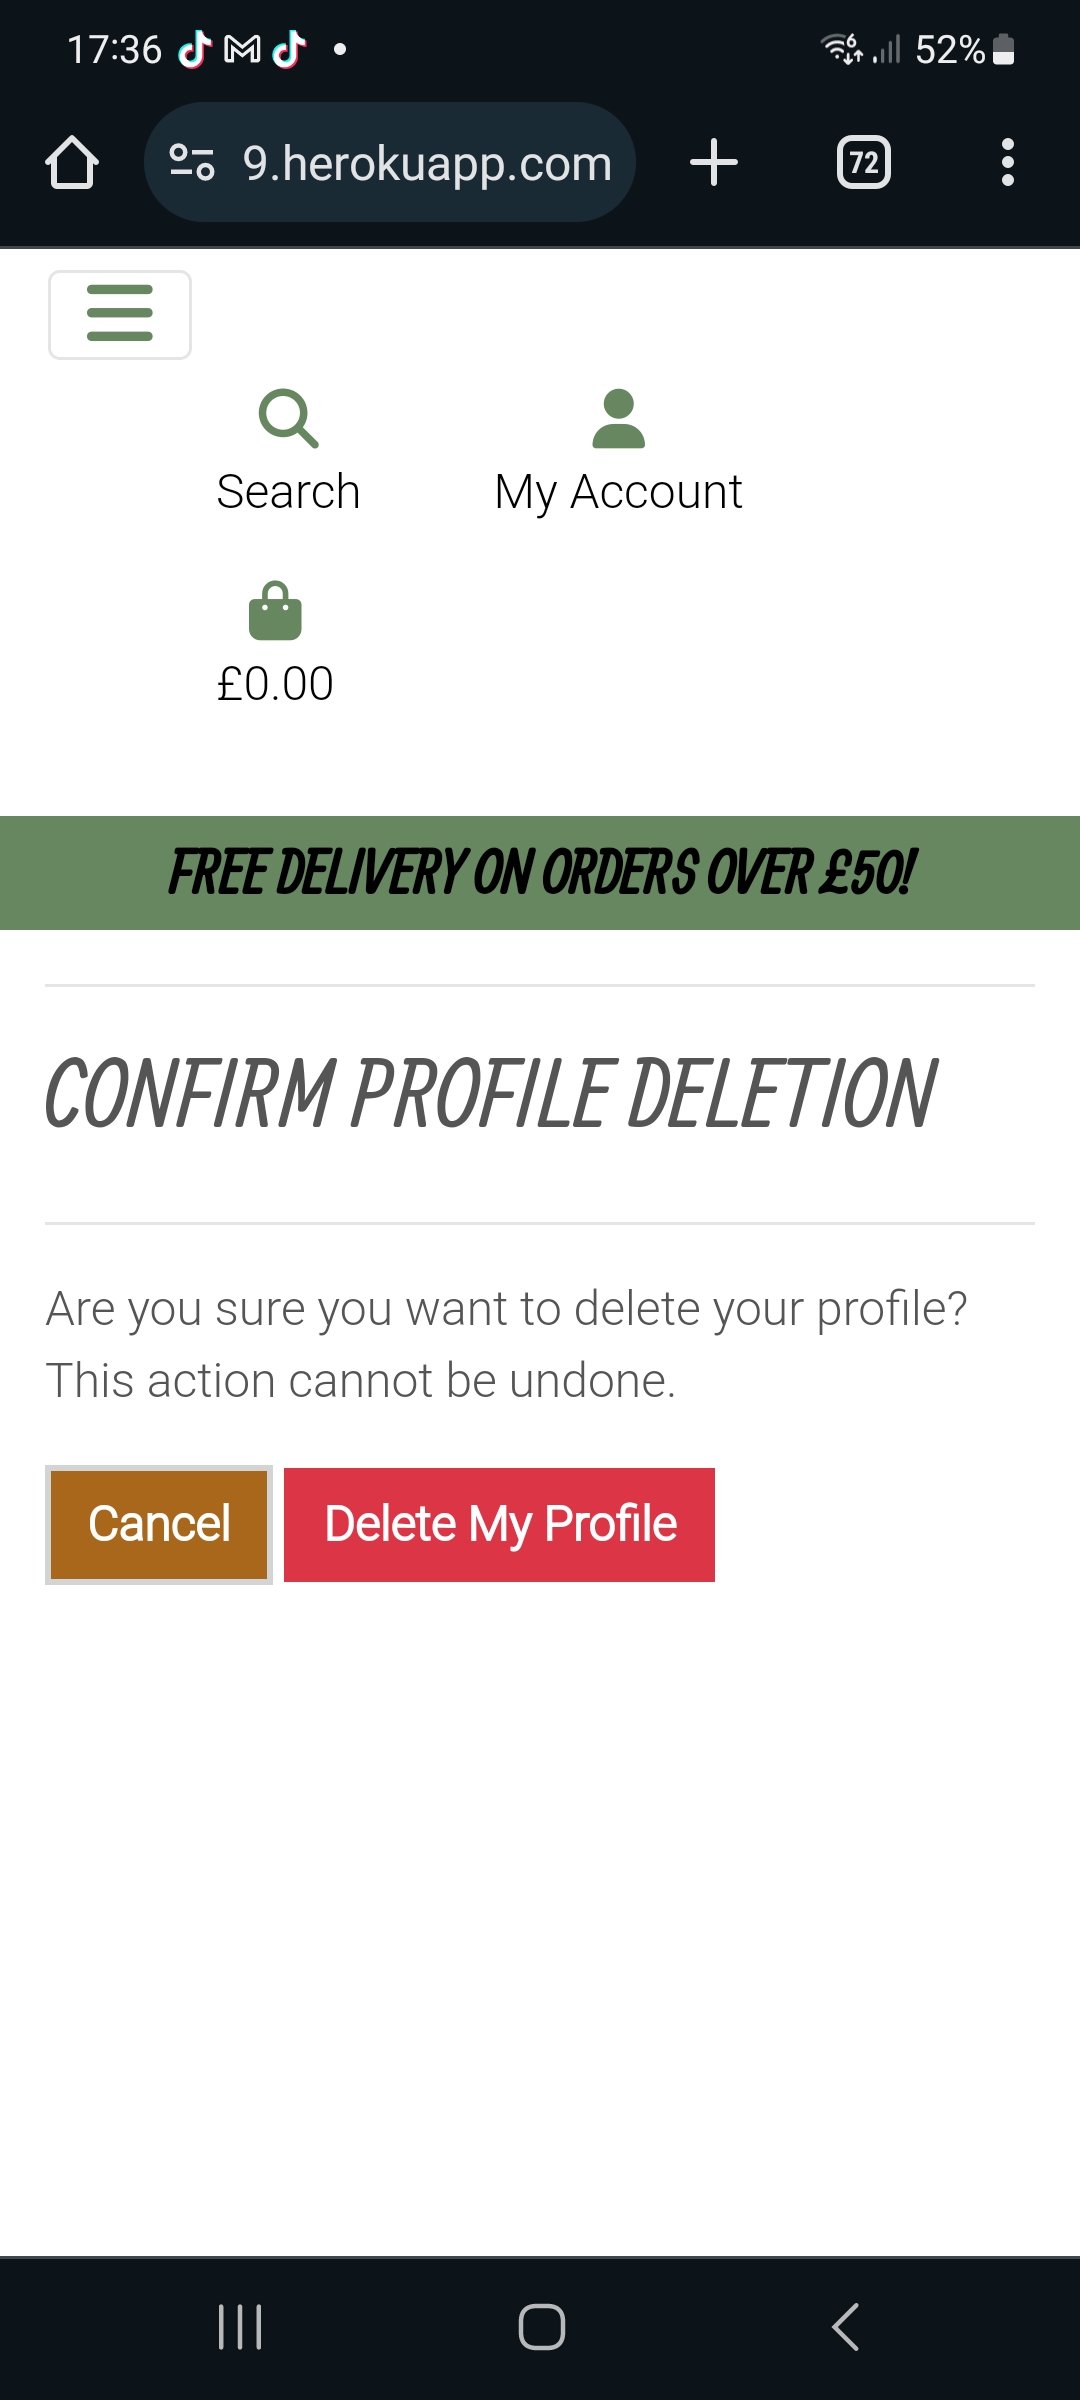 17:36
52%
9.herokuapp.com
72
Search
My Account
£0.00
FREE DELIVERY ON ORDERS OVER £50!
CONFIRM PROFILE DELETION
Are you sure you want to delete your profile?
This action cannot be undone.
Cancel
Delete My Profile